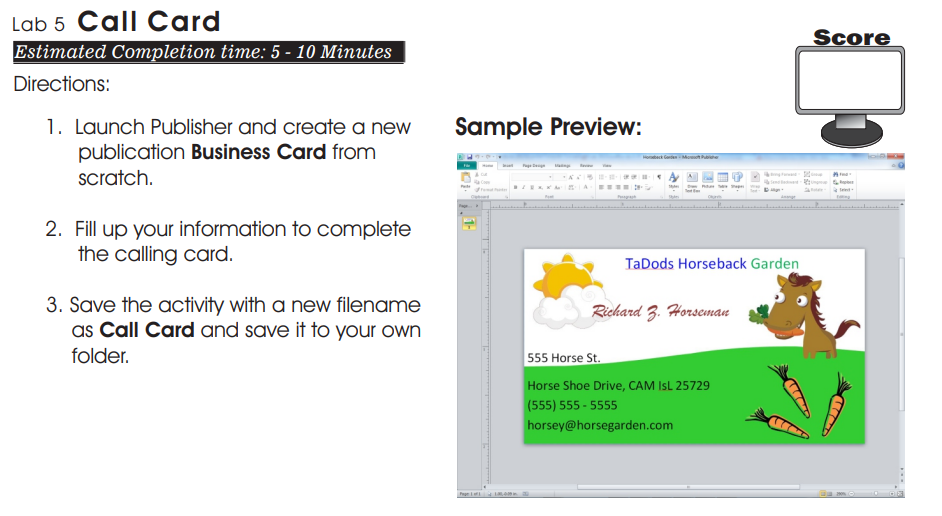 Lab 5 Call Card
Estimated Completion time: 5 - 10 Minutes
Score
Directions:
1. Launch Publisher and create a new
publication Business Card from
scratch.
2. Fill up your information to complete
the calling card.
3. Save the activity with a new filename
as Call Card and save it to your own
folder.
Sample Preview:
Horseback Garden - Microsoft Publisher
File Home Insert Page Design Mailings Review View
TaDods Horseback Garden
Richard Z. Horseman
555 Horse St.
Horse Shoe Drive, CAM IsL 25729
(555) 555 - 5555
horsey@horsegarden.com